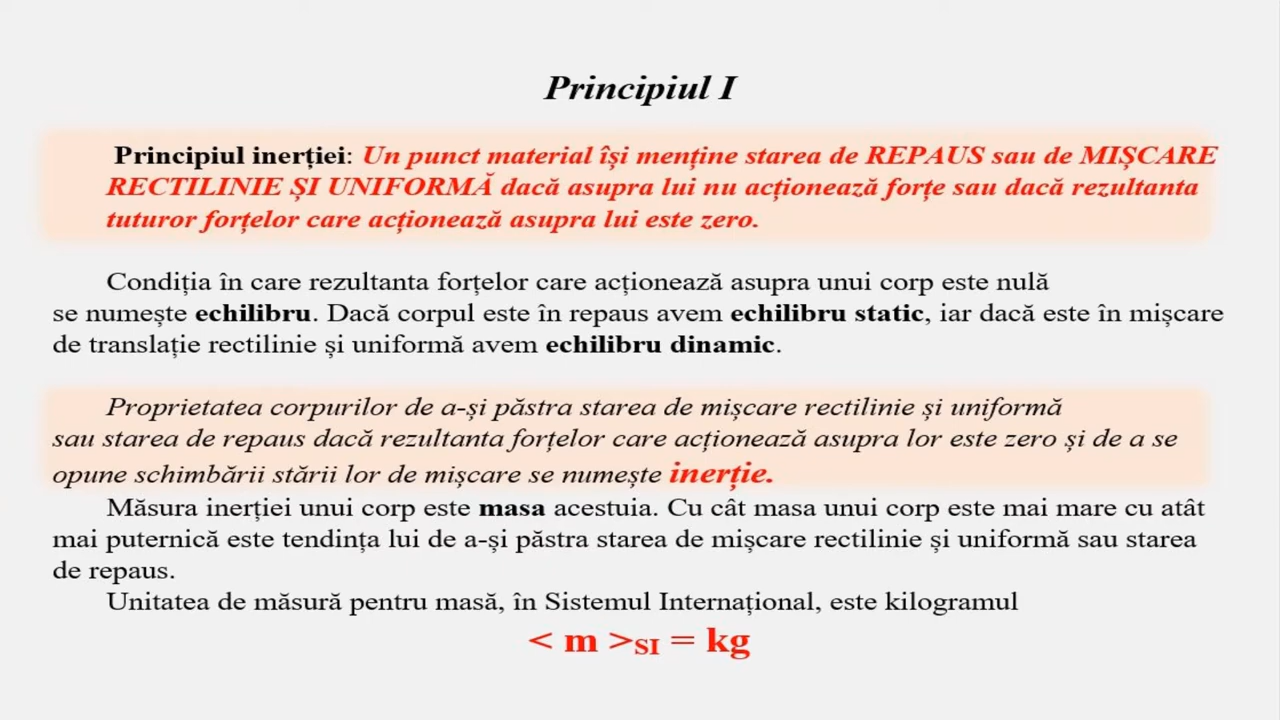 Principiul I
Principiul inerției: Un punct material își menține starea de REPAUS sau de MIȘCARE
RECTILINIE ȘI UNIFORMĂ dacă asupra lui nu acționează forțe sau dacă rezultanta
tuturor forțelor care acționează asupra lui este zero.
Condiția în care rezultanta forțelor care acționează asupra unui corp este nulă
se numește echilibru. Dacă corpul este în repaus avem echilibru static, iar dacă este în mișcare
de translație rectilinie și uniformă avem echilibru dinamic.
Proprietatea corpurilor de a-și păstra starea de mișcare rectilinie și uniformă
sau starea de repaus dacă rezultanta forțelor care acționează asupra lor este zero și de a se
opune schimbării stării lor de mișcare se numește inerție.
Măsura inerției unui corp este masa acestuia. Cu cât masa unui corp este mai mare cu atât
mai puternică este tendința lui de a-și păstra starea de mișcare rectilinie și uniformă sau starea
de repaus.
Unitatea de măsură pentru masă, în Sistemul Internațional, este kilogramul
< m >SI = kg